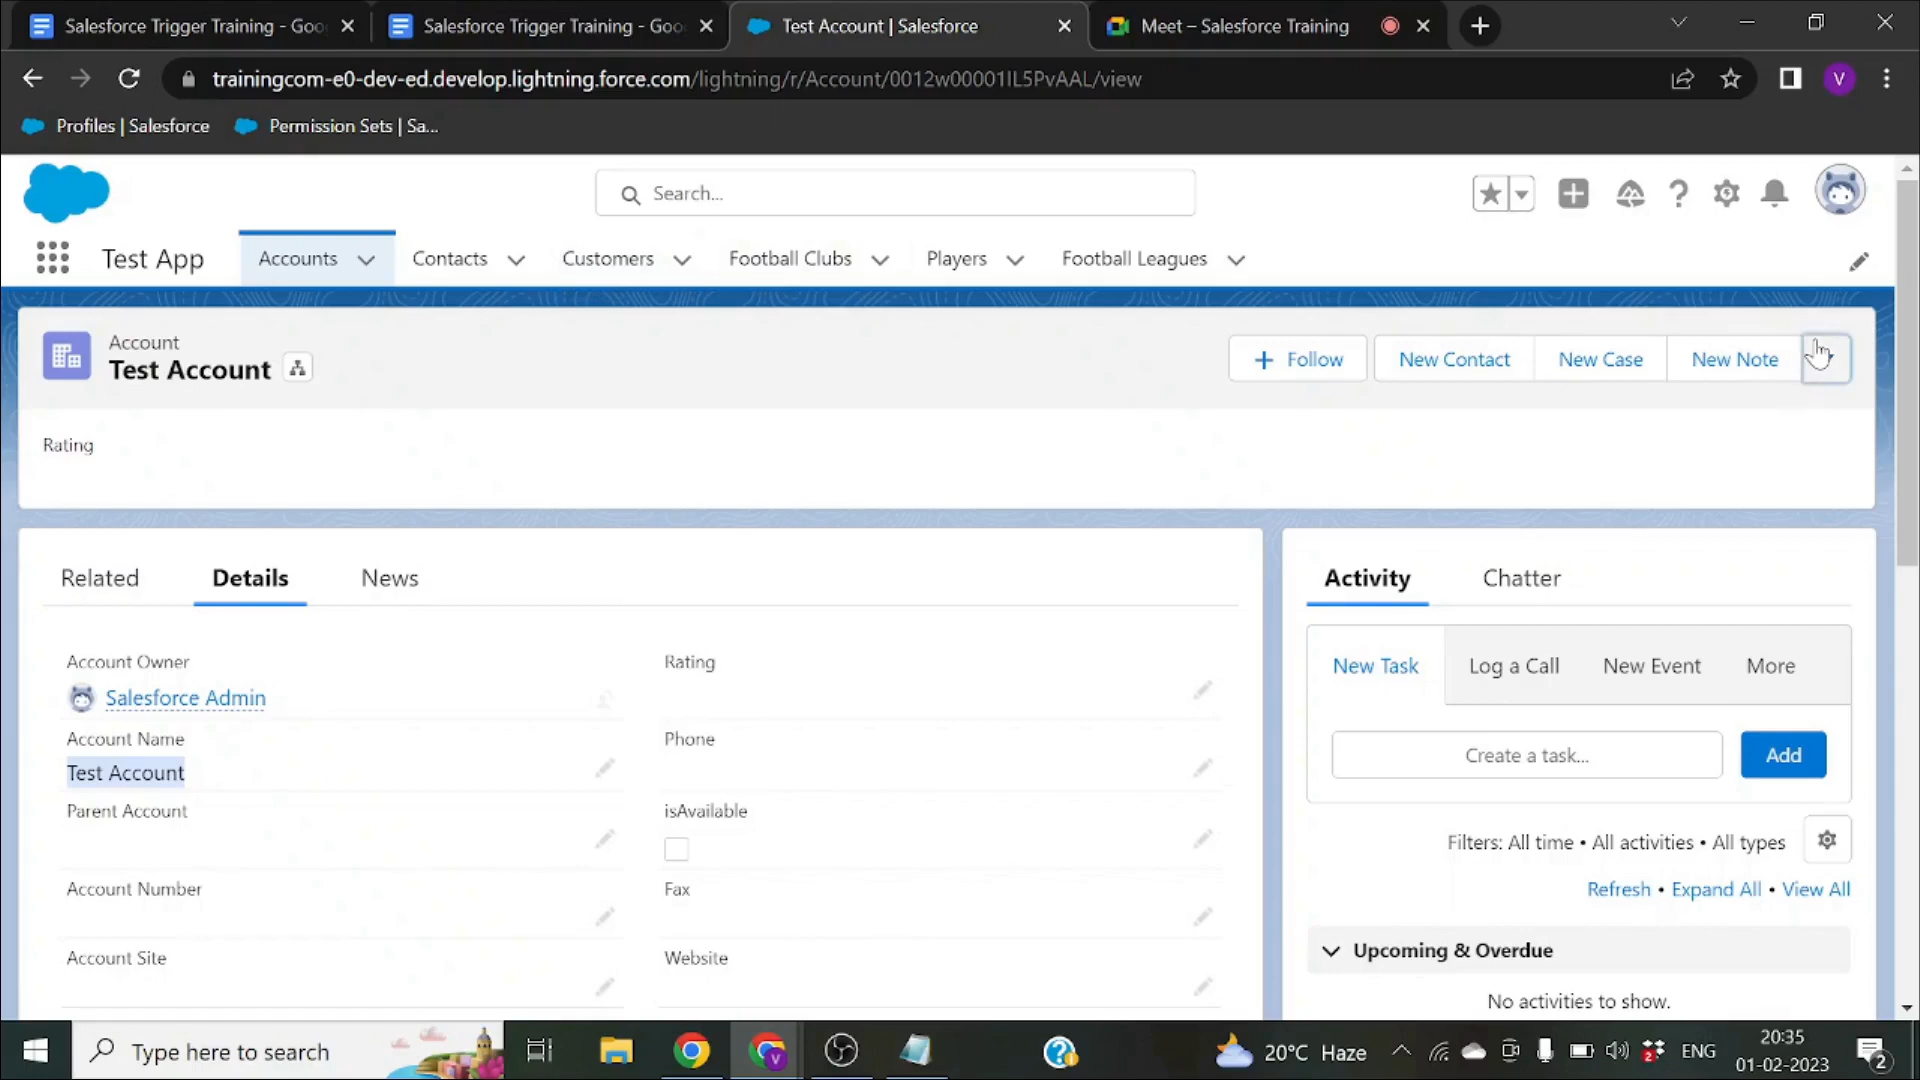 Salesforce Trigger Training - Goo
Salesforce Trigger Training - Goo
Test Account | Salesforce
Meet – Salesforce Training
trainingcom-e0-dev-ed.develop.lightning.force.com/lightning/r/Account/0012w00001IL5PvAAL/view
V
Profiles | Salesforce
Permission Sets | Sa...
Search...
Test App
Accounts
Contacts
Customers
Football Clubs
Players
Football Leagues
Account
Test Account
Follow
New Contact
New Case
New Note
Rating
Related
Details
News
Activity
Chatter
Account Owner
Salesforce Admin
Rating
New Task
Log a Call
New Event
More
Account Name
Test Account
Phone
Create a task...
Add
Parent Account
isAvailable
Filters: All time • All activities • All types
Account Number
Fax
Refresh • Expand All • View All
Account Site
Website
Upcoming & Overdue
No activities to show.
Type here to search
V
20°C Haze
2
ENG
20:35
01-02-2023
2